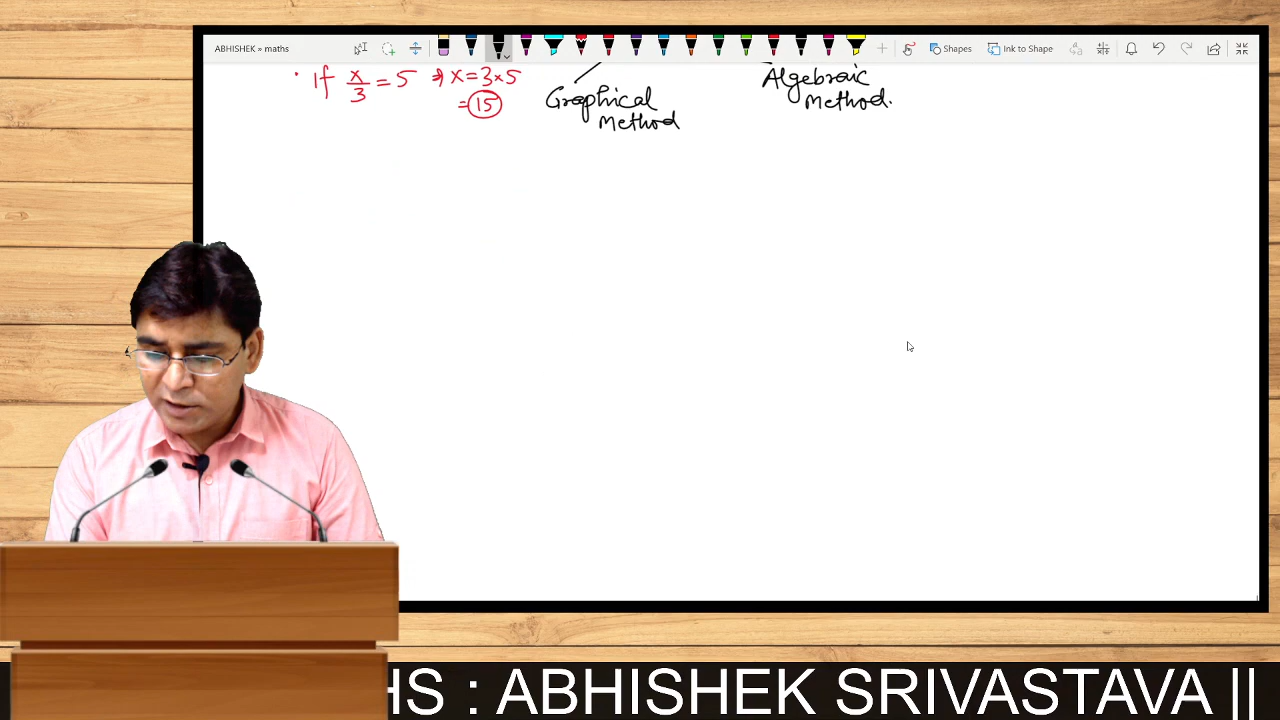 ABHISHEK » maths
Shapes
Ink to Shape
· If x/3 = 5 ⇒ x = 3×5
= 15
Graphical
Method
Algebraic
Method.
HS : ABHISHEK SRIVASTAVA ||